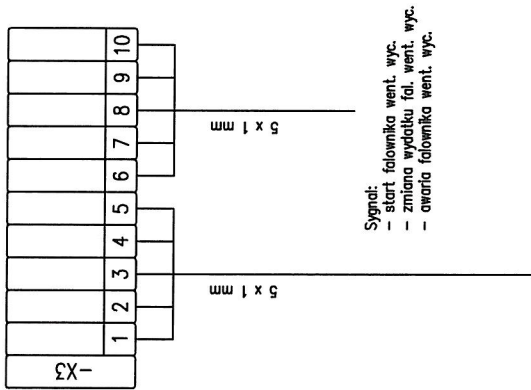 -X3
1 2 3 4 5 6 7 8 9 10
5 x 1 mm
5 x 1 mm
Sygnał:
- start falownika went. wyc.
- zmiana wydatku fal. went. wyc.
- awaria falownika went. wyc.